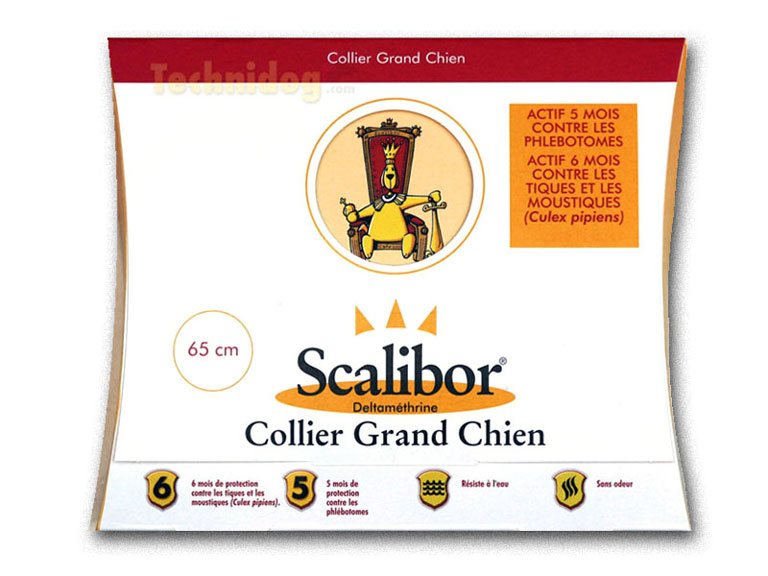 Collier Grand Chien
Technidog
.com
ACTIF 5 MOIS
CONTRE LES
PHLEBOTOMES
ACTIF 6 MOIS
CONTRE LES
TIQUES ET LES
MOUSTIQUES
(Culex pipiens)
65 cm
Scalibor®
Deltaméthrine
Collier Grand Chien
6
6 mois de protection
contre les tiques et les
moustiques (Culex pipiens).
5
5 mois de
protection
contre les
phlébotomes
Résiste à l'eau
Sans odeur